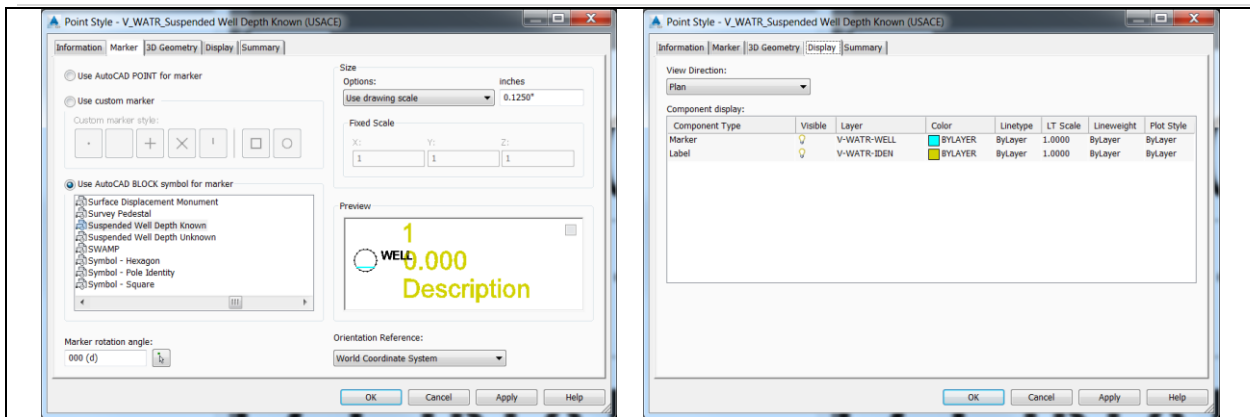 Point Style - V_WATR_Suspended Well Depth Known (USACE)
Information Marker 3D Geometry Display Summary
Use AutoCAD POINT for marker
Use custom marker
Custom marker style:
Use AutoCAD BLOCK symbol for marker
Surface Displacement Monument
Survey Pedestal
Suspended Well Depth Known
Suspended Well Depth Unknown
SWAMP
Symbol - Hexagon
Symbol - Pole Identity
Symbol - Square
Marker rotation angle:
000 (d)
Size
Options: inches
Use drawing scale 0.1250"
Fixed Scale
X: Y: Z:
1 1 1
Preview
1
WELL
0.000
Description
Orientation Reference:
World Coordinate System
OK Cancel Apply Help
Point Style - V_WATR_Suspended Well Depth Known (USACE)
Information Marker 3D Geometry Display Summary
View Direction:
Plan
Component display:
Component Type Visible Layer Color Linetype LT Scale Lineweight Plot Style
Marker V-WATR-WELL BYLAYER ByLayer 1.0000 ByLayer ByLayer
Label V-WATR-IDEN BYLAYER ByLayer 1.0000 ByLayer ByLayer
OK Cancel Apply Help